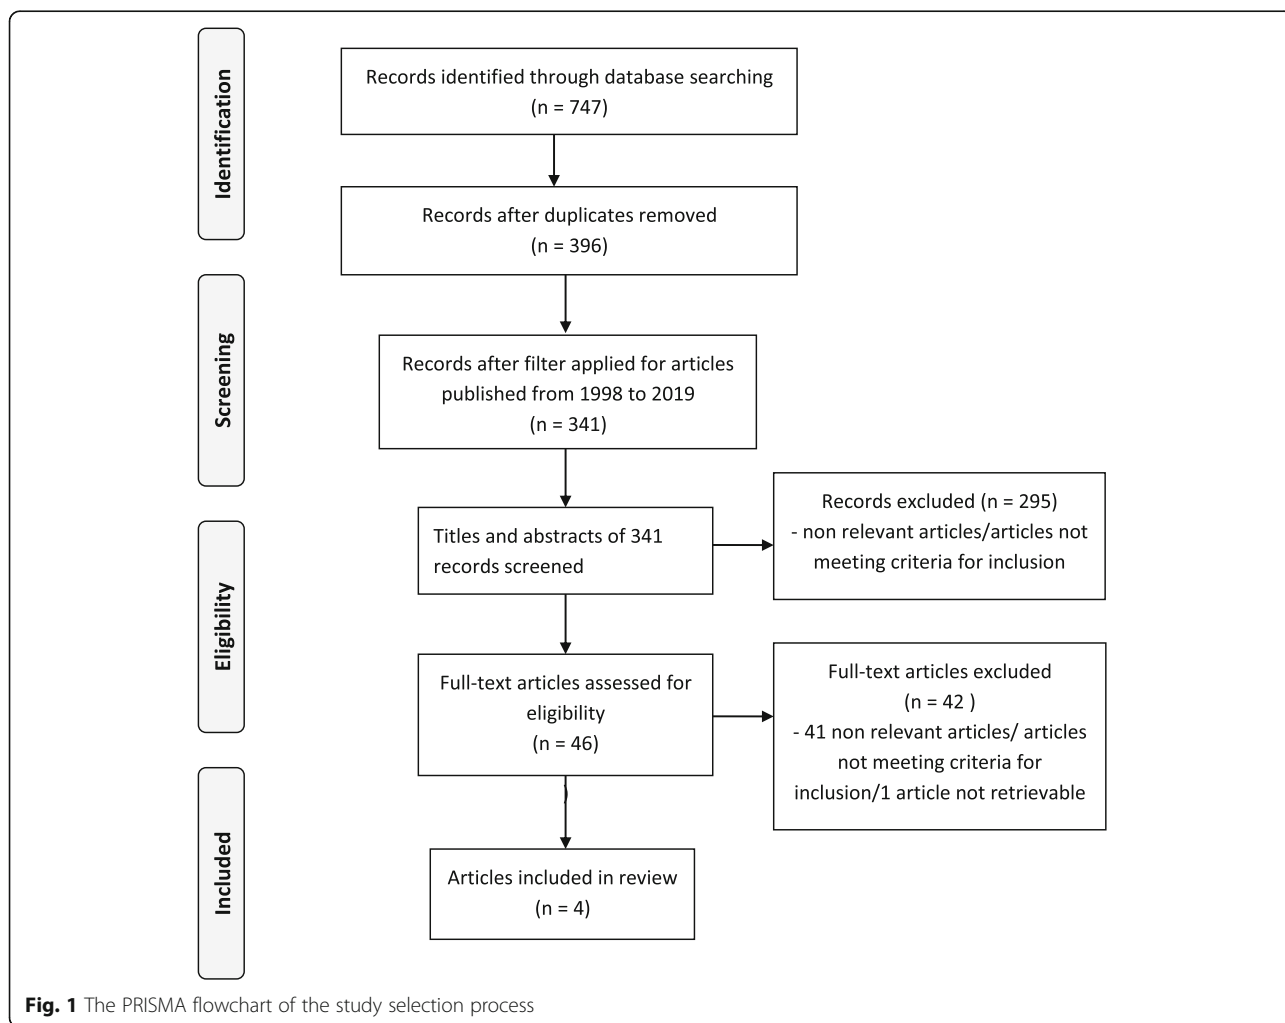 Identification
Records identified through database searching
(n = 747)
Records after duplicates removed
(n = 396)
Screening
Records after filter applied for articles
published from 1998 to 2019
(n = 341)
Eligibility
Titles and abstracts of 341
records screened
Records excluded (n = 295)
- non relevant articles/articles not
meeting criteria for inclusion
Full-text articles assessed for
eligibility
(n = 46)
)
Full-text articles excluded
(n = 42 )
- 41 non relevant articles/ articles
not meeting criteria for
inclusion/1 article not retrievable
Included
Articles included in review
(n = 4)
Fig. 1 The PRISMA flowchart of the study selection process